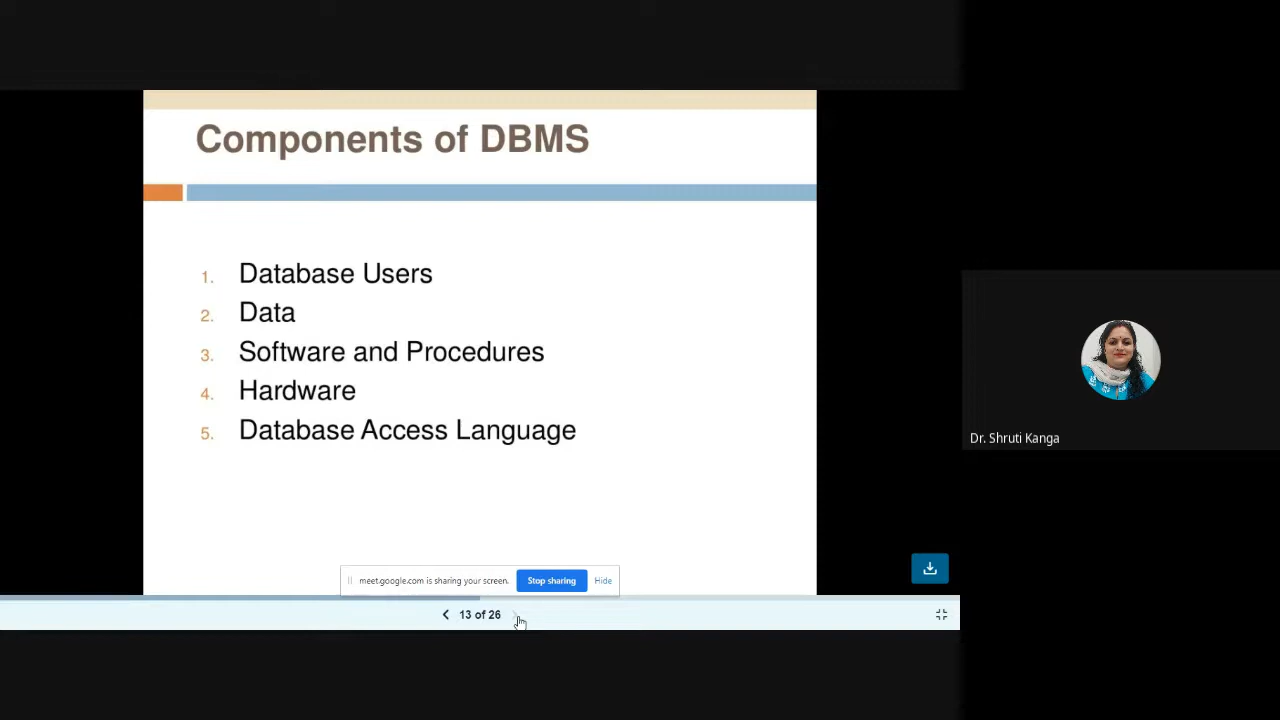 Components of DBMS
1. Database Users
2. Data
3. Software and Procedures
4. Hardware
5. Database Access Language
meet.google.com is sharing your screen. Stop sharing Hide
13 of 26
Dr. Shruti Kanga